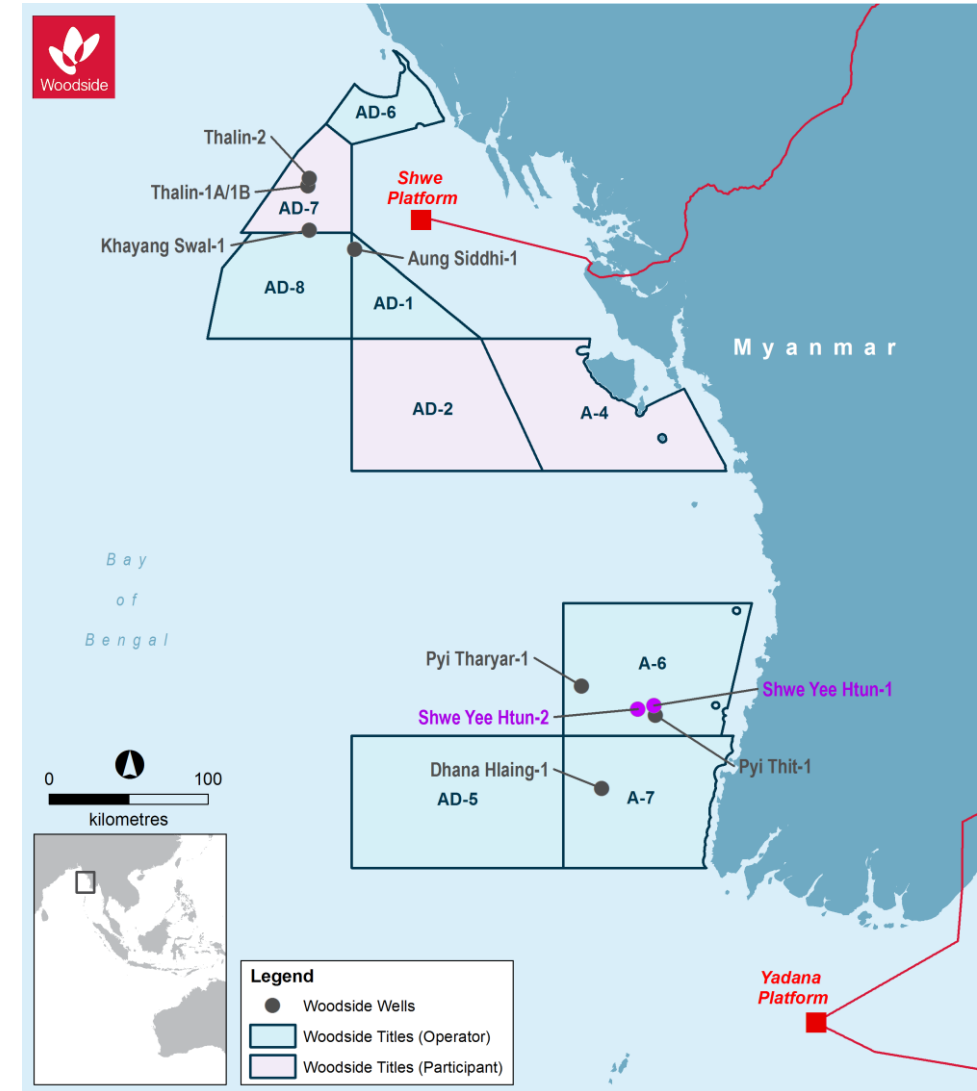 Woodside
AD-6
Thalin-2
Thalin-1A/1B
AD-7
Shwe
Platform
Khayang Swal-1
Aung Siddhi-1
AD-8
AD-1
Myanmar
AD-2
A-4
Bay
of
Bengal
Pyi Tharyar-1
A-6
Shwe Yee Htun-1
Shwe Yee Htun-2
Pyi Thit-1
Dhana Hlaing-1
AD-5
A-7
0 100
kilometres
Yadana
Platform
Legend
Woodside Wells
Woodside Titles (Operator)
Woodside Titles (Participant)